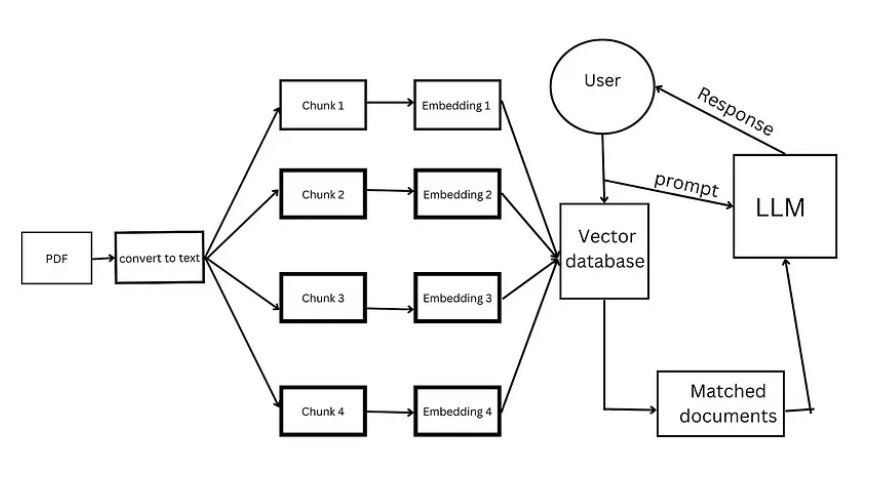 PDF
convert to text
Chunk 1
Embedding 1
Chunk 2
Embedding 2
Chunk 3
Embedding 3
Chunk 4
Embedding 4
User
Response
prompt
LLM
Vector
database
Matched
documents